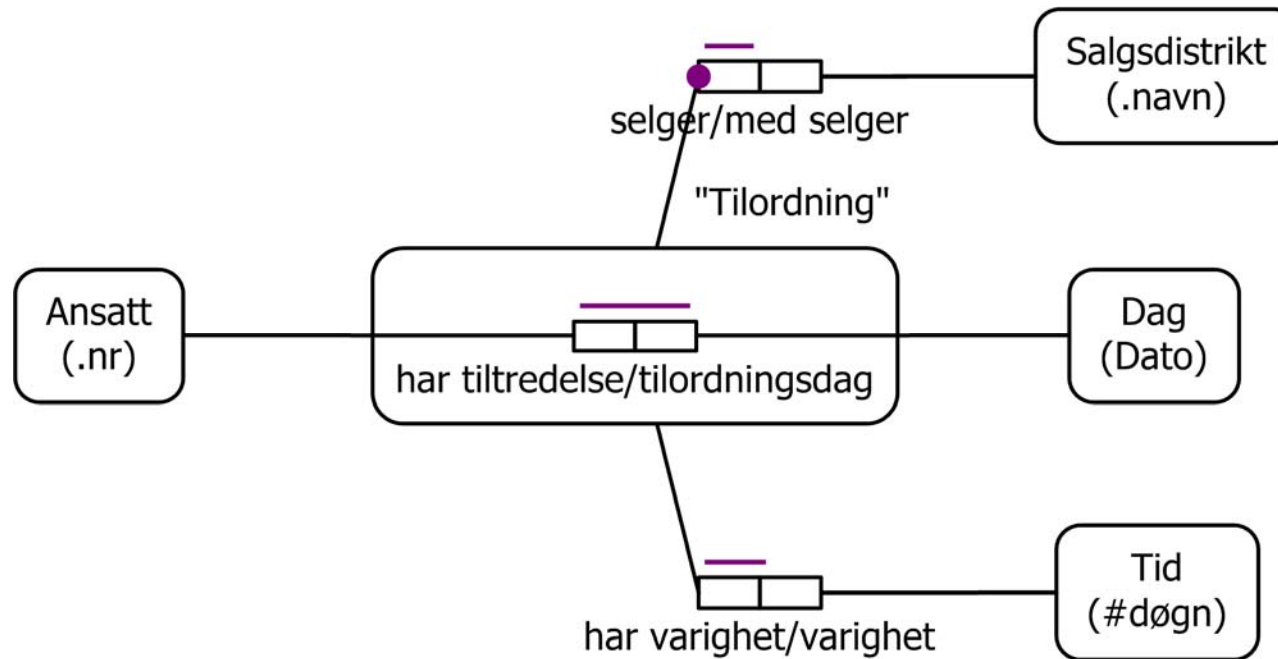 Salgsdistrikt
(.navn)
selger/med selger
"Tilordning"
Ansatt
(.nr)
har tiltredelse/tilordningsdag
Dag
(Dato)
Tid
(#døgn)
har varighet/varighet